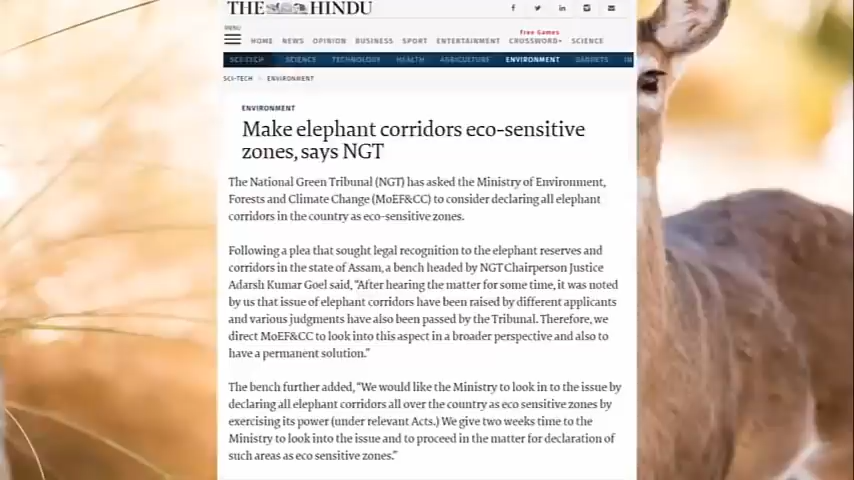 THE HINDU
MENU
HOME NEWS OPINION BUSINESS SPORT ENTERTAINMENT CROSSWORD+ SCIENCE
Free Games
SCI-TECH SCIENCE TECHNOLOGY HEALTH AGRICULTURE ENVIRONMENT GADGETS IN
SCI-TECH > ENVIRONMENT
ENVIRONMENT
Make elephant corridors eco-sensitive
zones, says NGT
The National Green Tribunal (NGT) has asked the Ministry of Environment,
Forests and Climate Change (MoEF&CC) to consider declaring all elephant
corridors in the country as eco-sensitive zones.
Following a plea that sought legal recognition to the elephant reserves and
corridors in the state of Assam, a bench headed by NGT Chairperson Justice
Adarsh Kumar Goel said, “After hearing the matter for some time, it was noted
by us that issue of elephant corridors have been raised by different applicants
and various judgments have also been passed by the Tribunal. Therefore, we
direct MoEF&CC to look into this aspect in a broader perspective and also to
have a permanent solution.”
The bench further added, “We would like the Ministry to look in to the issue by
declaring all elephant corridors all over the country as eco sensitive zones by
exercising its power (under relevant Acts.) We give two weeks time to the
Ministry to look into the issue and to proceed in the matter for declaration of
such areas as eco sensitive zones.”